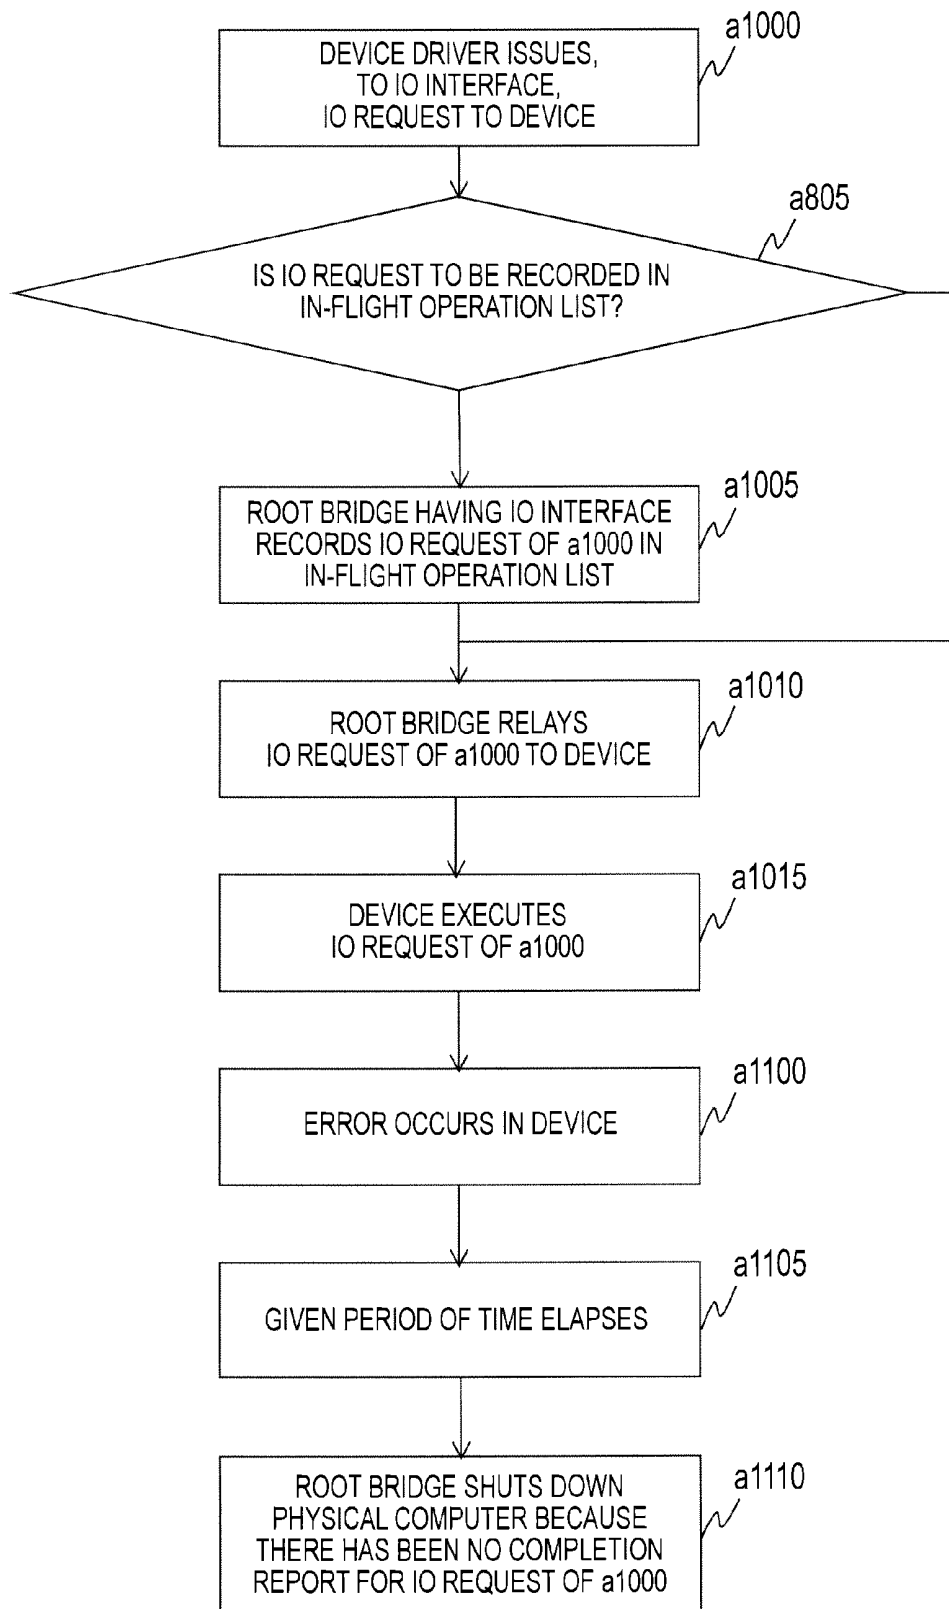 a1000
DEVICE DRIVER ISSUES,
TO IO INTERFACE,
IO REQUEST TO DEVICE
a805
IS IO REQUEST TO BE RECORDED IN
IN-FLIGHT OPERATION LIST?
a1005
ROOT BRIDGE HAVING IO INTERFACE
RECORDS IO REQUEST OF a1000 IN
IN-FLIGHT OPERATION LIST
a1010
ROOT BRIDGE RELAYS
IO REQUEST OF a1000 TO DEVICE
a1015
DEVICE EXECUTES
IO REQUEST OF a1000
a1100
ERROR OCCURS IN DEVICE
a1105
GIVEN PERIOD OF TIME ELAPSES
a1110
ROOT BRIDGE SHUTS DOWN
PHYSICAL COMPUTER BECAUSE
THERE HAS BEEN NO COMPLETION
REPORT FOR IO REQUEST OF a1000